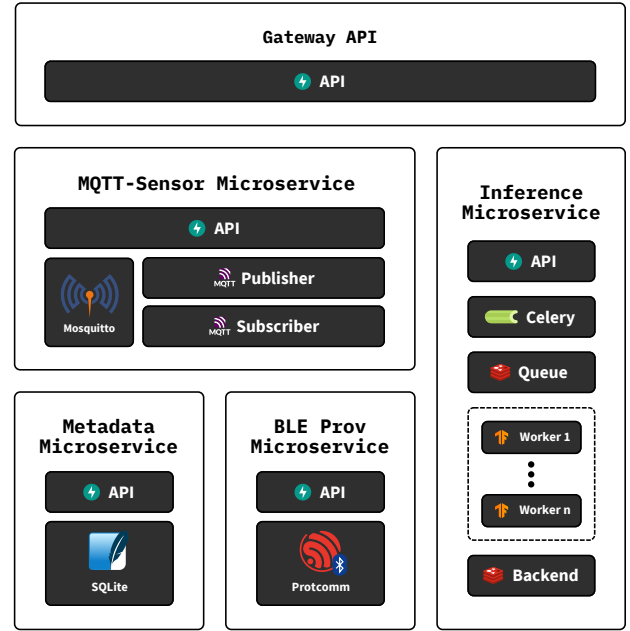 Gateway API
API
MQTT-Sensor Microservice
API
Mosquitto
MQTT Publisher
MQTT Subscriber
Inference
Microservice
API
Celery
Queue
Worker 1
Worker n
Backend
Metadata
Microservice
API
SQLite
BLE Prov
Microservice
API
Protcomm